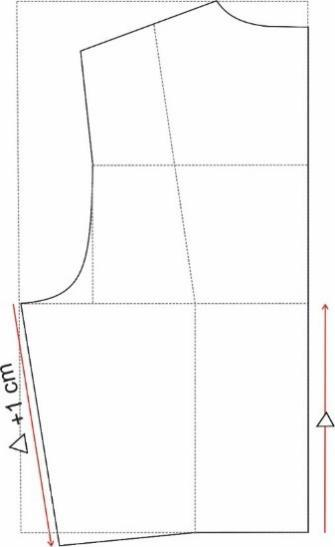 △ +1 cm
△